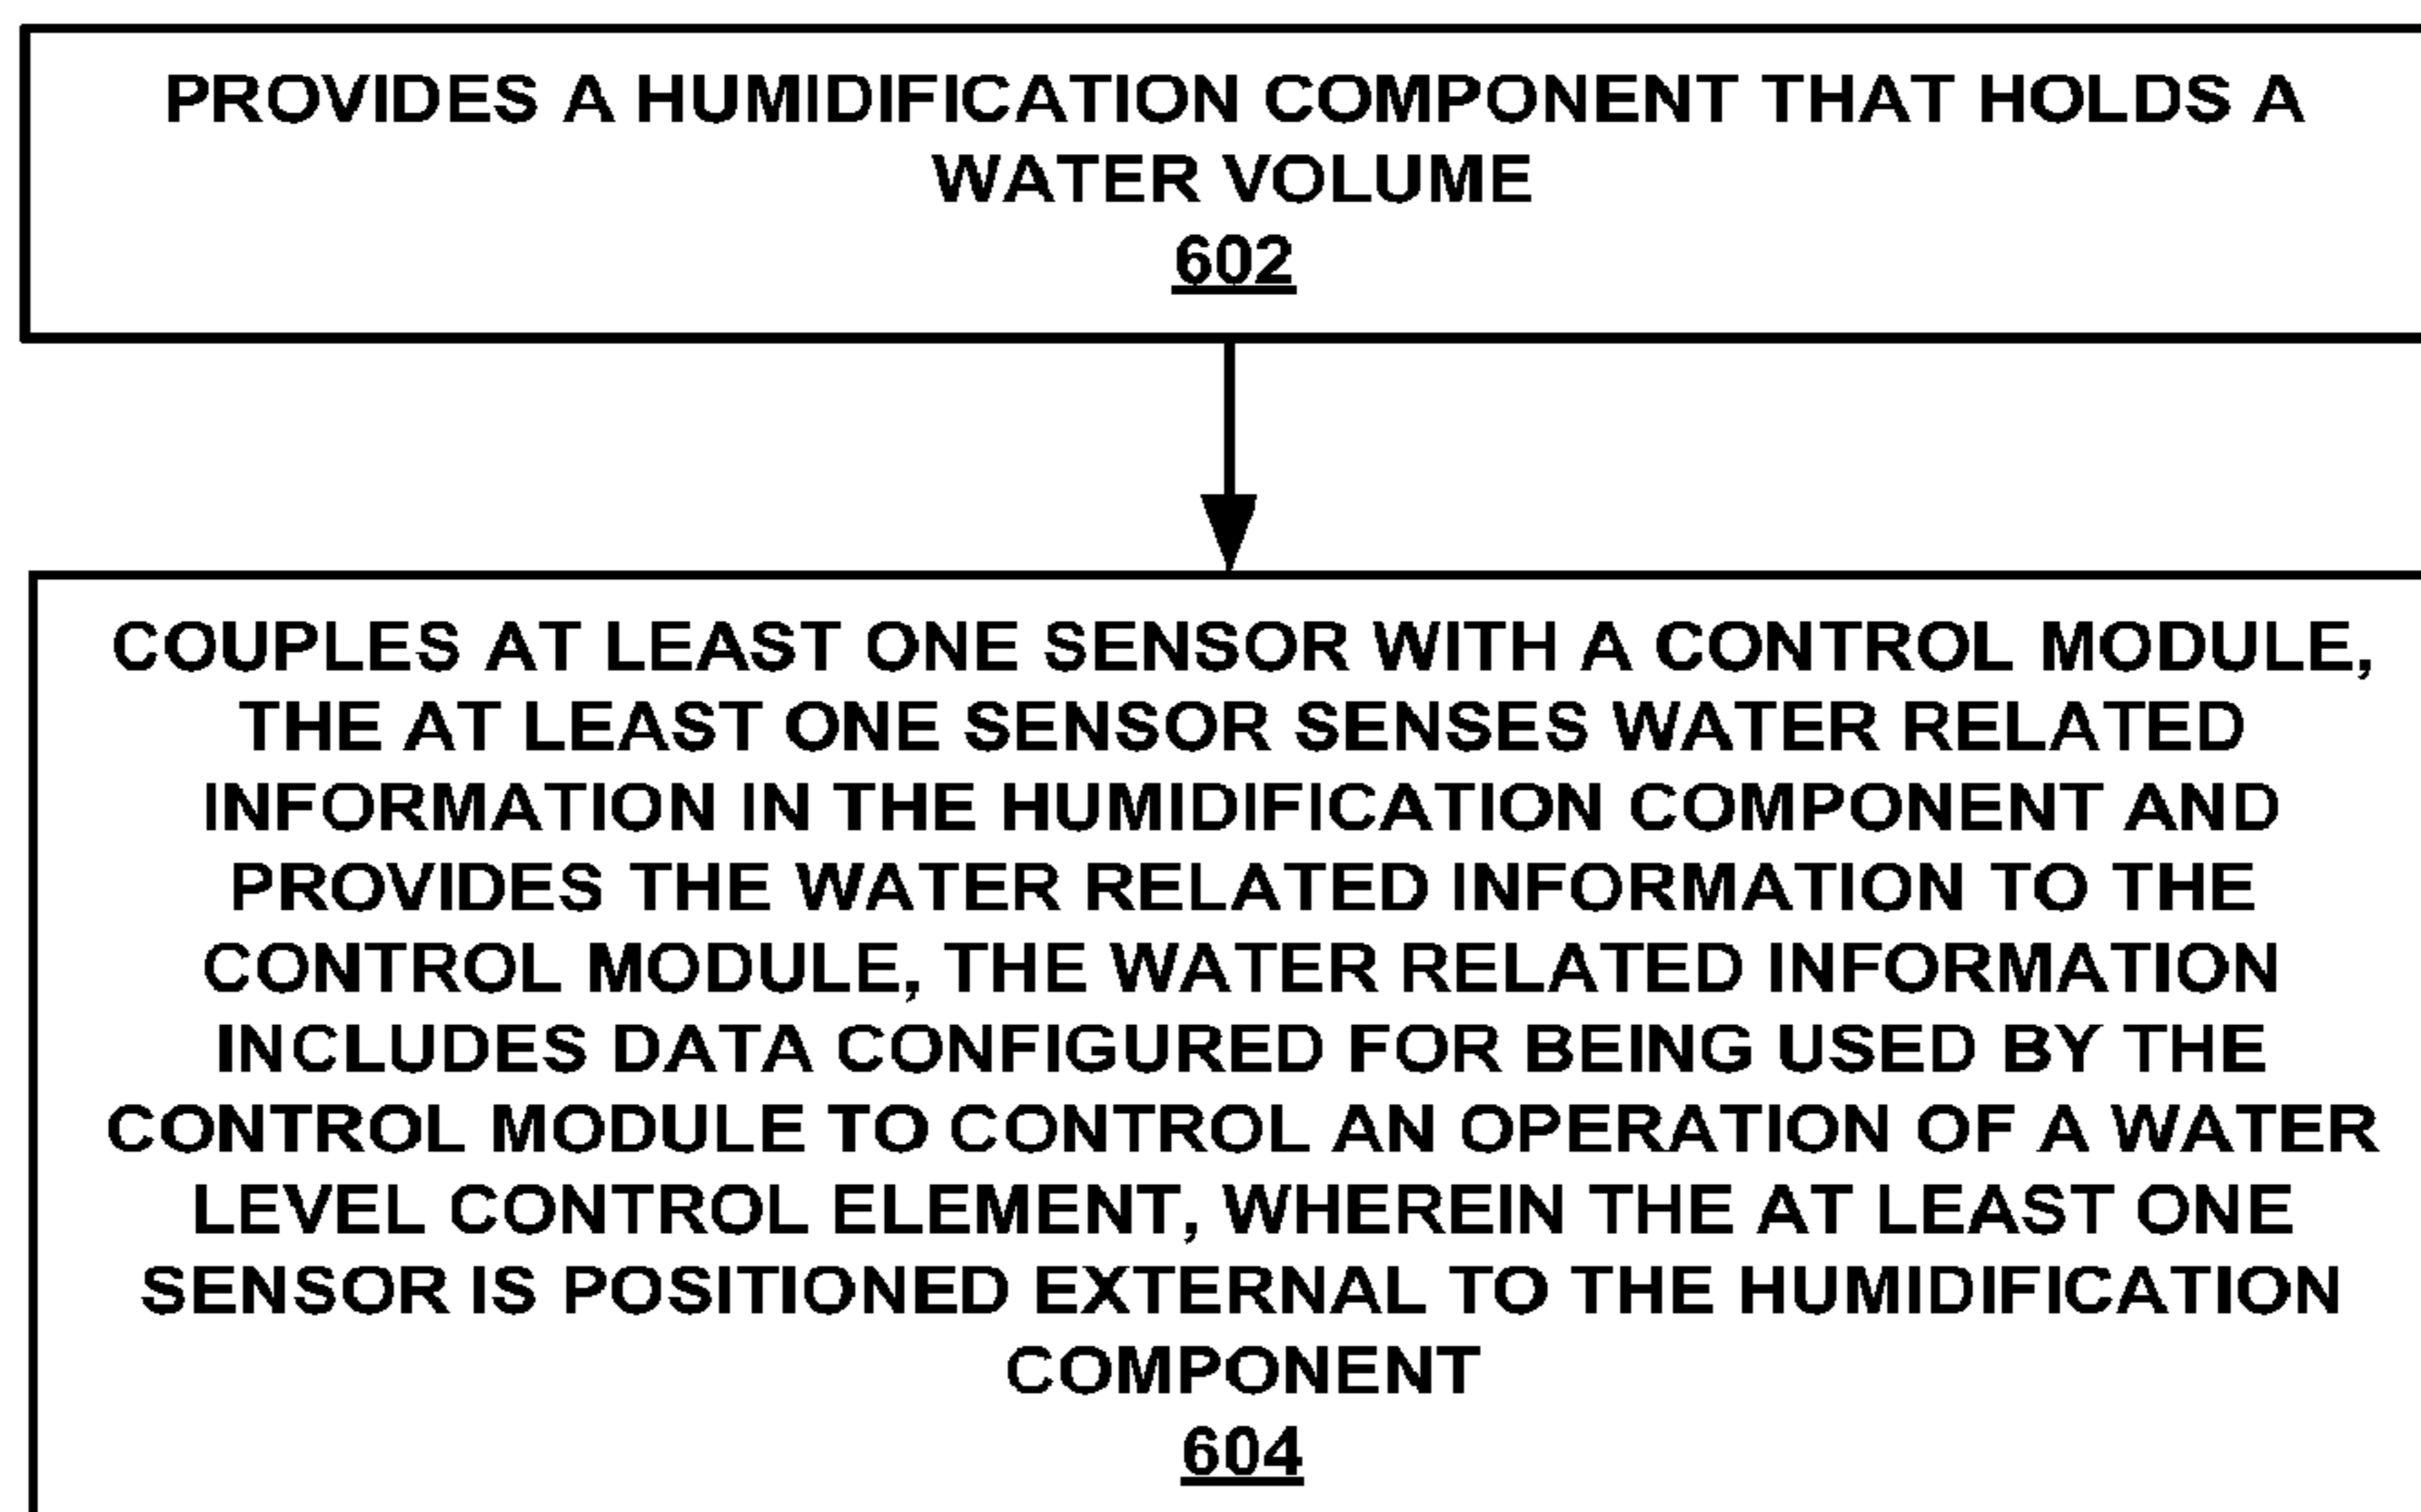 PROVIDES A HUMIDIFICATION COMPONENT THAT HOLDS A
WATER VOLUME
602
COUPLES AT LEAST ONE SENSOR WITH A CONTROL MODULE,
THE AT LEAST ONE SENSOR SENSES WATER RELATED
INFORMATION IN THE HUMIDIFICATION COMPONENT AND
PROVIDES THE WATER RELATED INFORMATION TO THE
CONTROL MODULE, THE WATER RELATED INFORMATION
INCLUDES DATA CONFIGURED FOR BEING USED BY THE
CONTROL MODULE TO CONTROL AN OPERATION OF A WATER
LEVEL CONTROL ELEMENT, WHEREIN THE AT LEAST ONE
SENSOR IS POSITIONED EXTERNAL TO THE HUMIDIFICATION
COMPONENT
604